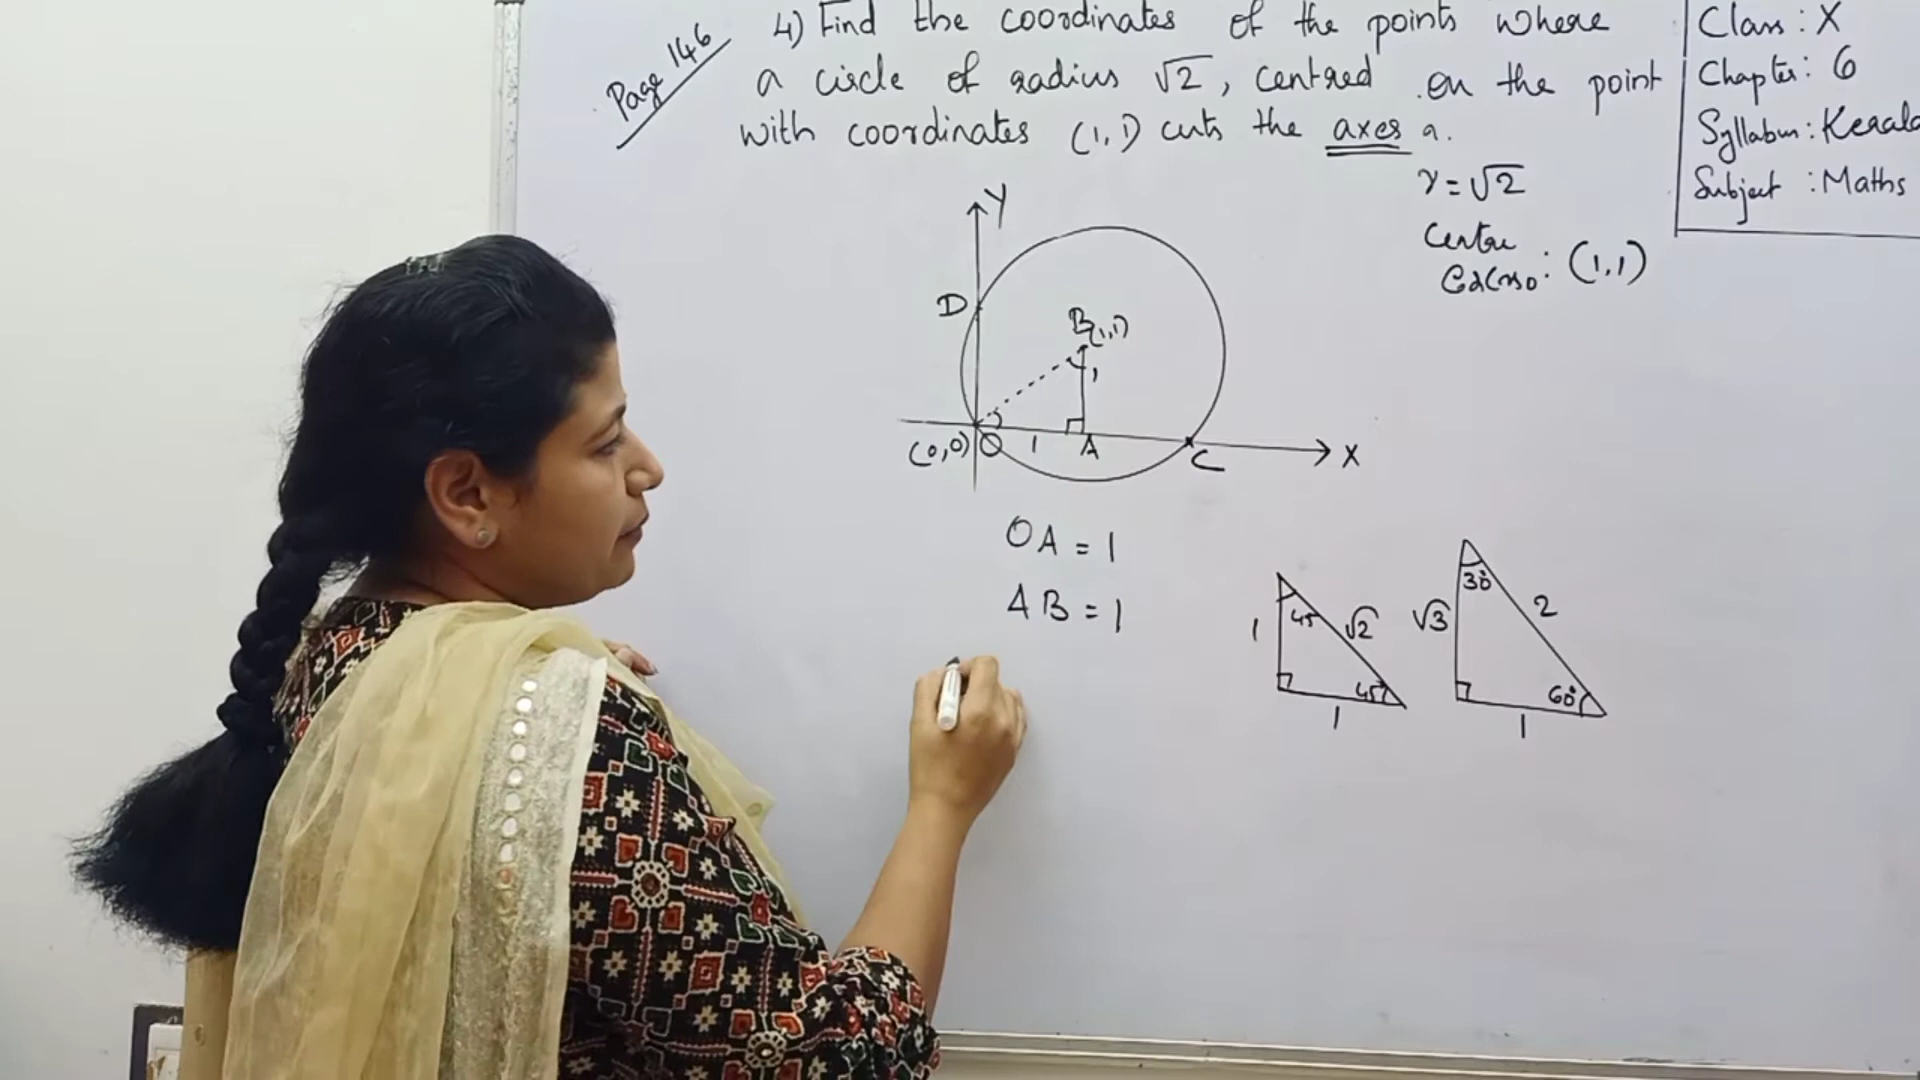 Page 146
4) Find the coordinates of the points where
a circle of radius √2, centred on the point
with coordinates (1,1) cuts the axes
Class : X
Chapter : 6
Syllabus : Kerala
Subject : Maths
r = √2
Centre
: (1,1)
Y
D
B(1,1)
1
(0,0) O 1 A C X
OA = 1
AB = 1
1 45 √2 45° 1
√3 30° 2 60° 1